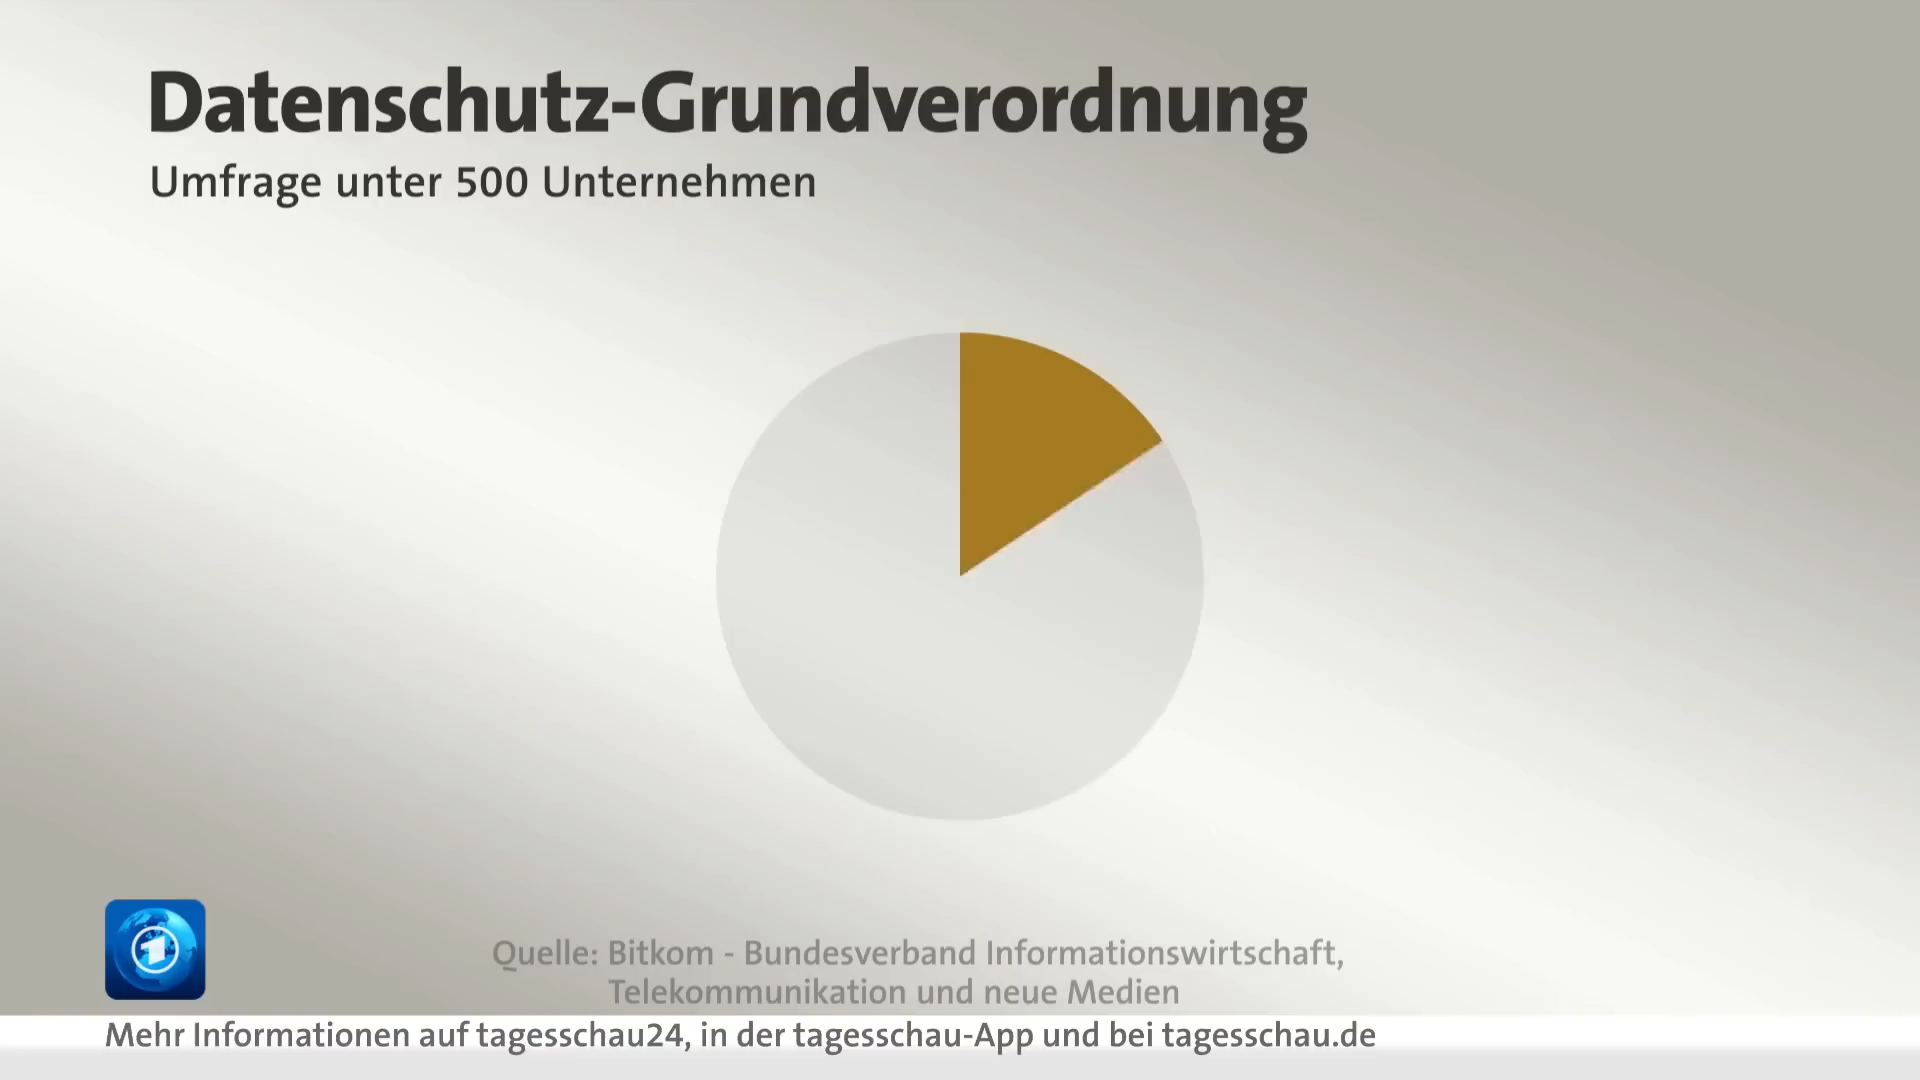 Datenschutz-Grundverordnung
Umfrage unter 500 Unternehmen
Quelle: Bitkom - Bundesverband Informationswirtschaft,
Telekommunikation und neue Medien
Mehr Informationen auf tagesschau24, in der tagesschau-App und bei tagesschau.de